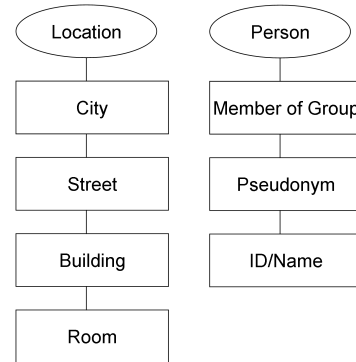 Location
City
Street
Building
Room
Person
Member of Group
Pseudonym
ID/Name